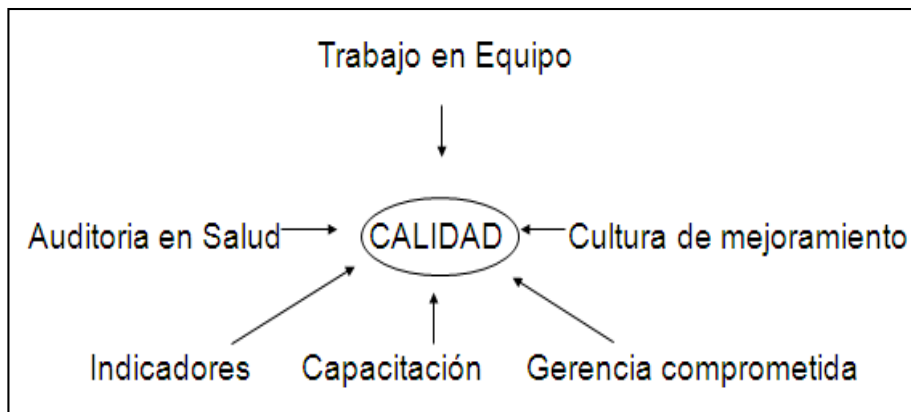 Trabajo en Equipo
Auditoria en Salud CALIDAD Cultura de mejoramiento
Indicadores Capacitación Gerencia comprometida